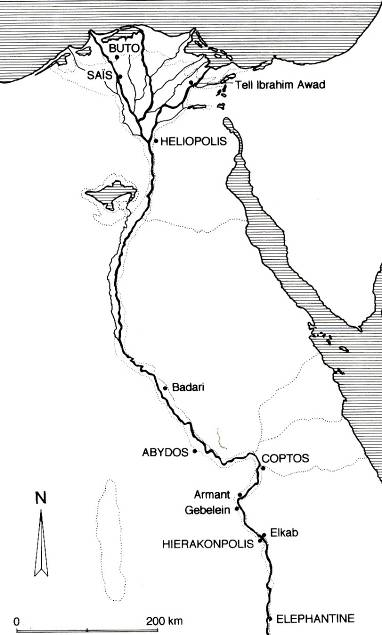 BUTO
SAÏS
Tell Ibrahim Awad
HELIOPOLIS
Badari
ABYDOS
COPTOS
Armant
Gebelein
Elkab
HIERAKONPOLIS
N
0 200 km
ELEPHANTINE